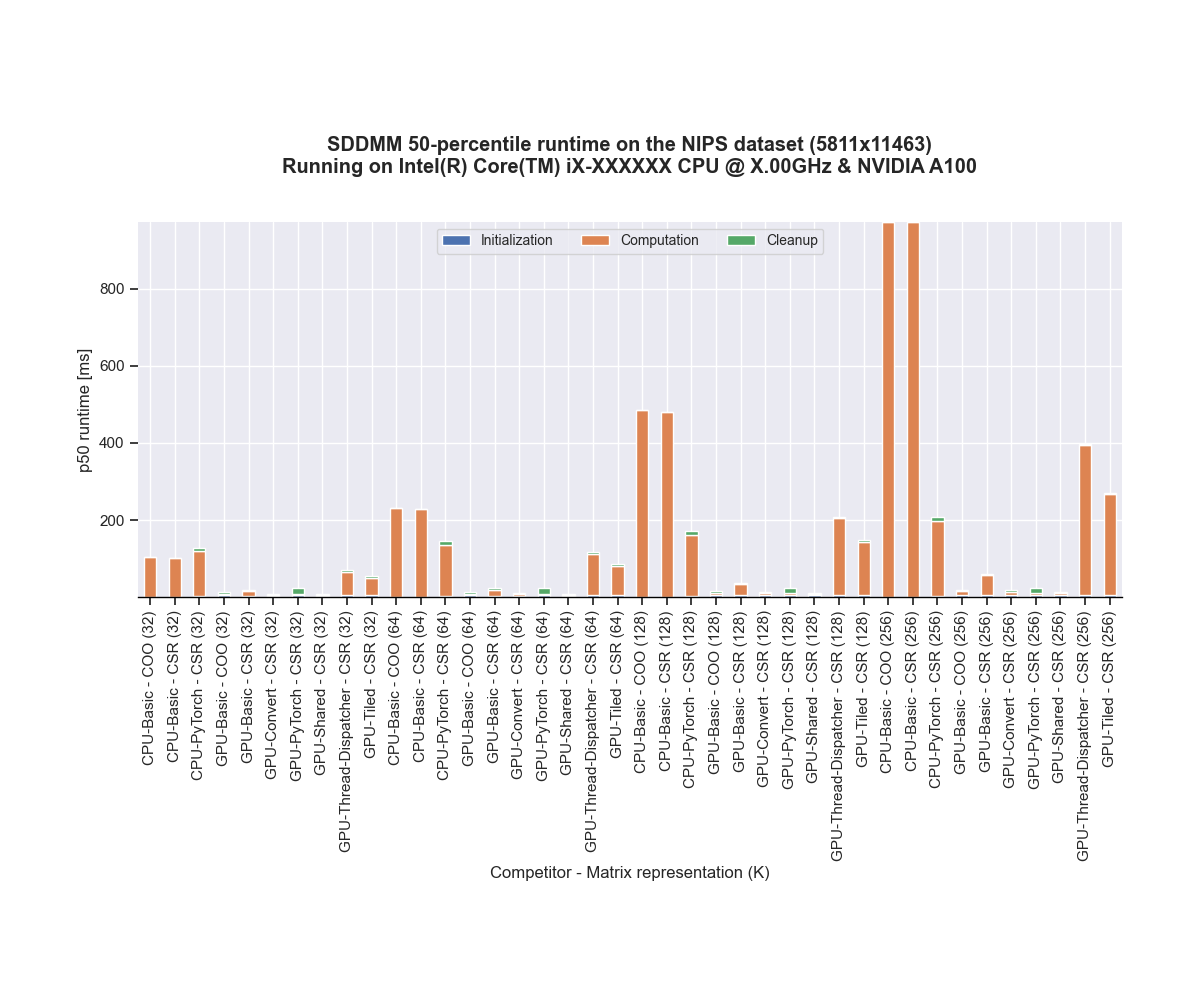 SDDMM 50-percentile runtime on the NIPS dataset (5811x11463)
Running on Intel(R) Core(TM) iX-XXXXXX CPU @ X.00GHz & NVIDIA A100
Initialization
Computation
Cleanup
800
600
400
200
p50 runtime [ms]
CPU-Basic - COO (32)
CPU-Basic - CSR (32)
CPU-PyTorch - CSR (32)
GPU-Basic - COO (32)
GPU-Basic - CSR (32)
GPU-Convert - CSR (32)
GPU-PyTorch - CSR (32)
GPU-Shared - CSR (32)
GPU-Thread-Dispatcher - CSR (32)
GPU-Tiled - CSR (32)
CPU-Basic - COO (64)
CPU-Basic - CSR (64)
CPU-PyTorch - CSR (64)
GPU-Basic - COO (64)
GPU-Basic - CSR (64)
GPU-Convert - CSR (64)
GPU-PyTorch - CSR (64)
GPU-Shared - CSR (64)
GPU-Thread-Dispatcher - CSR (64)
GPU-Tiled - CSR (64)
CPU-Basic - COO (128)
CPU-Basic - CSR (128)
CPU-PyTorch - CSR (128)
GPU-Basic - COO (128)
GPU-Basic - CSR (128)
GPU-Convert - CSR (128)
GPU-PyTorch - CSR (128)
GPU-Shared - CSR (128)
GPU-Thread-Dispatcher - CSR (128)
GPU-Tiled - CSR (128)
CPU-Basic - COO (256)
CPU-Basic - CSR (256)
CPU-PyTorch - CSR (256)
GPU-Basic - COO (256)
GPU-Basic - CSR (256)
GPU-Convert - CSR (256)
GPU-PyTorch - CSR (256)
GPU-Shared - CSR (256)
GPU-Thread-Dispatcher - CSR (256)
GPU-Tiled - CSR (256)
Competitor - Matrix representation (K)